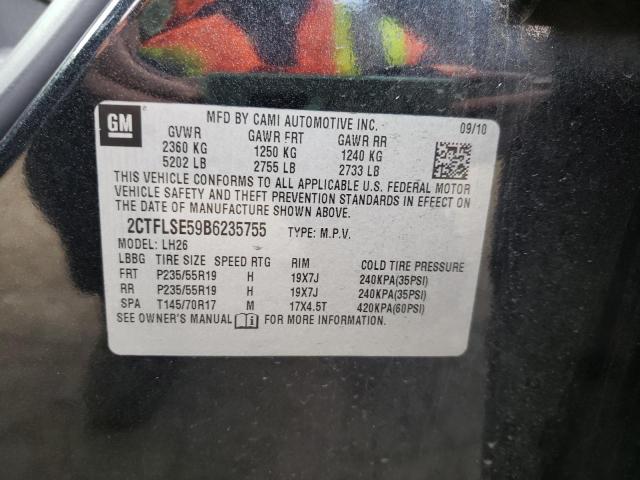 GM
MFD BY CAMI AUTOMOTIVE INC.
09/10
GVWR GAWR FRT GAWR RR
2360 KG 1250 KG 1240 KG
5202 LB 2755 LB 2733 LB
THIS VEHICLE CONFORMS TO ALL APPLICABLE U.S. FEDERAL MOTOR
VEHICLE SAFETY AND THEFT PREVENTION STANDARDS IN EFFECT ON
THE DATE OF MANUFACTURE SHOWN ABOVE.
2CTFLSE59B6235755 TYPE: M.P.V.
MODEL: LH26
LBBG TIRE SIZE SPEED RTG RIM COLD TIRE PRESSURE
FRT P235/55R19 H 19X7J 240KPA(35PSI)
RR P235/55R19 H 19X7J 240KPA(35PSI)
SPA T145/70R17 M 17X4.5T 420KPA(60PSI)
SEE OWNER'S MANUAL FOR MORE INFORMATION.